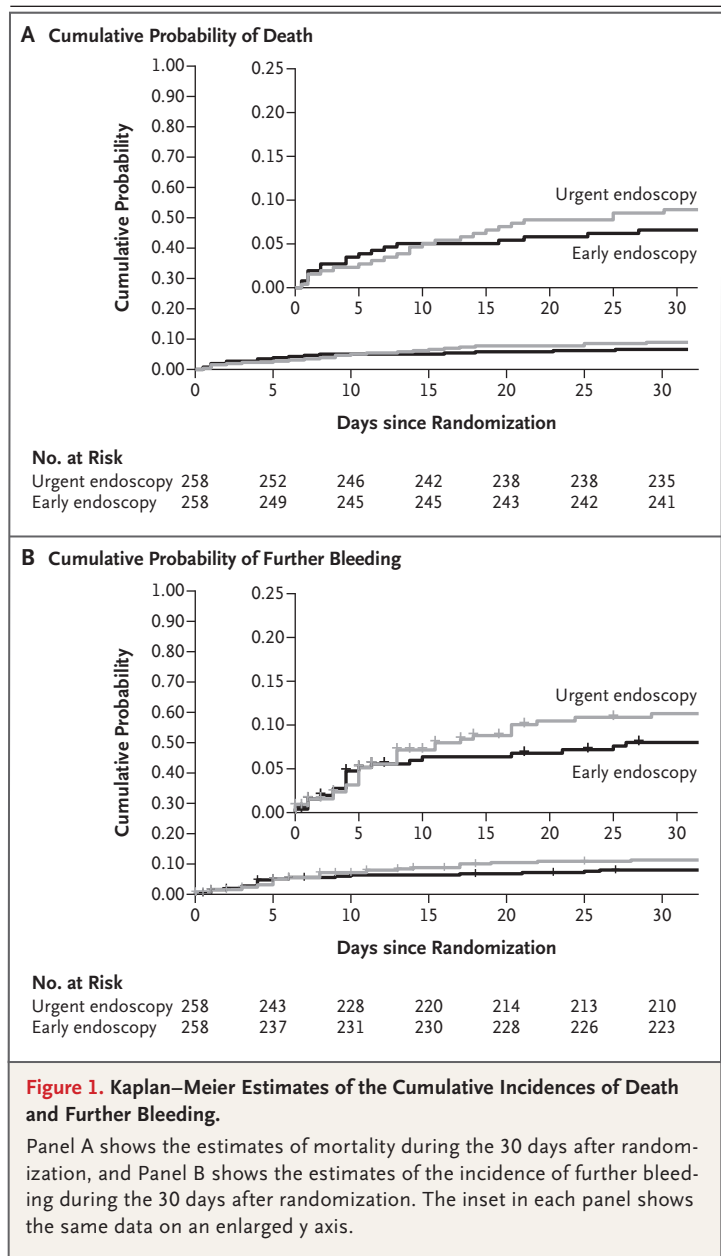 A Cumulative Probability of Death
Cumulative Probability
1.00
0.90
0.80
0.70
0.60
0.50
0.40
0.30
0.20
0.10
0.00
0.25
0.20
0.15
0.10
0.05
0.00
Urgent endoscopy
Early endoscopy
0 5 10 15 20 25 30
0 5 10 15 20 25 30
Days since Randomization
No. at Risk
Urgent endoscopy 258 252 246 242 238 238 235
Early endoscopy 258 249 245 245 243 242 241
B Cumulative Probability of Further Bleeding
Cumulative Probability
1.00
0.90
0.80
0.70
0.60
0.50
0.40
0.30
0.20
0.10
0.00
0.25
0.20
0.15
0.10
0.05
0.00
Urgent endoscopy
Early endoscopy
0 5 10 15 20 25 30
0 5 10 15 20 25 30
Days since Randomization
No. at Risk
Urgent endoscopy 258 243 228 220 214 213 210
Early endoscopy 258 237 231 230 228 226 223
Figure 1. Kaplan–Meier Estimates of the Cumulative Incidences of Death
and Further Bleeding.
Panel A shows the estimates of mortality during the 30 days after random-
ization, and Panel B shows the estimates of the incidence of further bleed-
ing during the 30 days after randomization. The inset in each panel shows
the same data on an enlarged y axis.